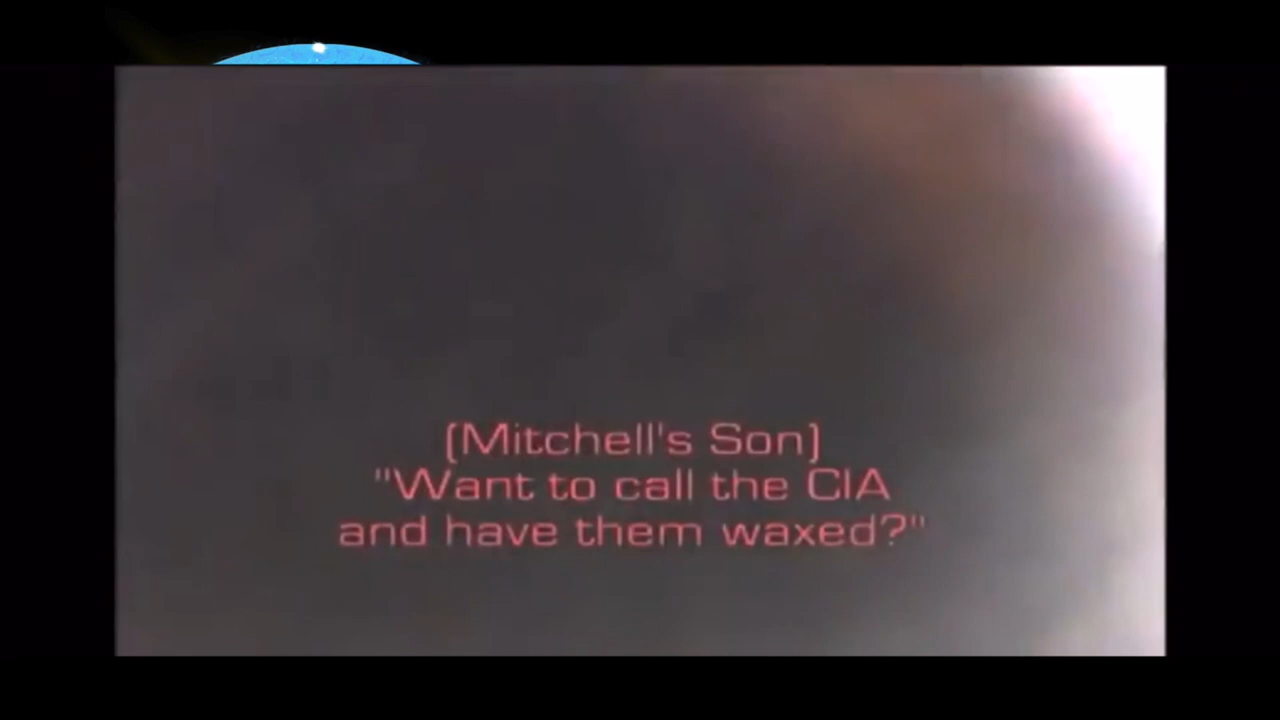 (Mitchell's Son)
"Want to call the CIA
and have them waxed?"